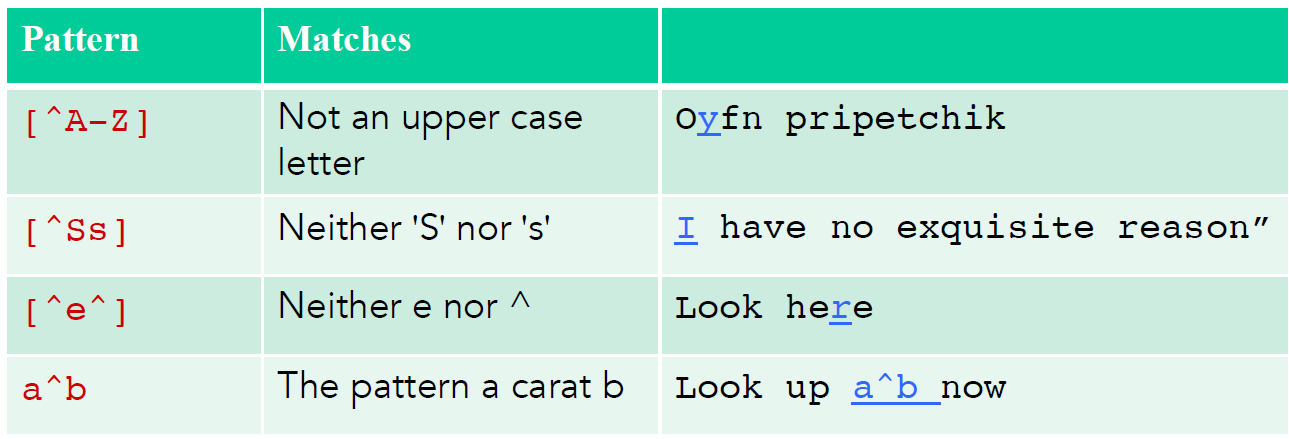 Pattern Matches
[^A-Z] Not an upper case Oyfn pripetchik
letter
[^Ss] Neither 'S' nor 's' I have no exquisite reason”
[^e^] Neither e nor ^ Look here
a^b The pattern a carat b Look up a^b now